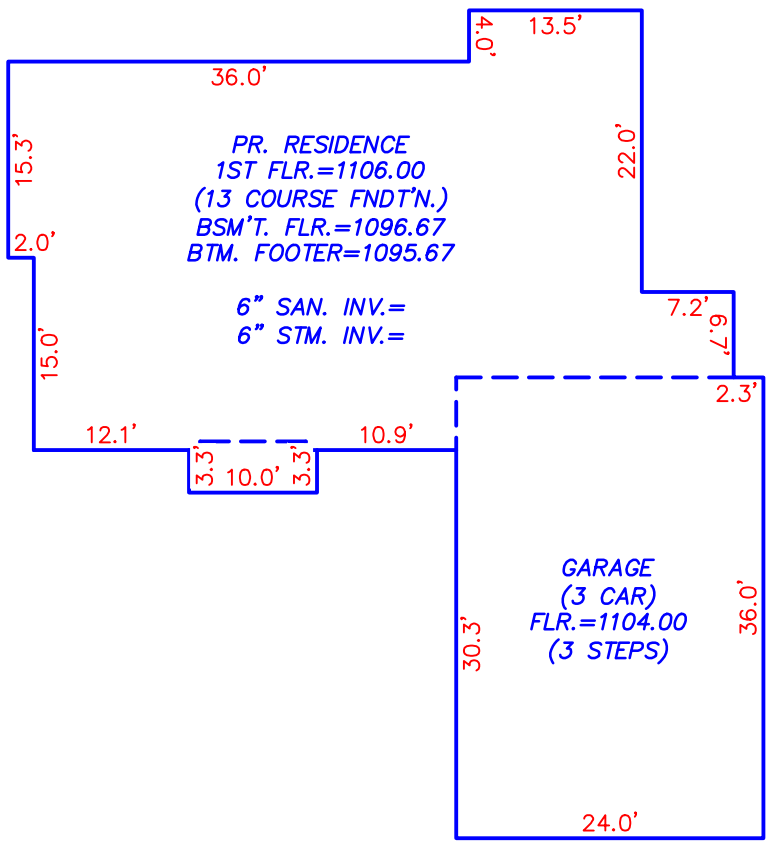 13.5'
4.0'
36.0'
15.3'
22.0'
PR. RESIDENCE
1ST FLR.=1106.00
(13 COURSE FNDT'N.)
BSM'T. FLR.=1096.67
BTM. FOOTER=1095.67
2.0'
6" SAN. INV.=
6" STM. INV.=
7.2'
6.7'
15.0'
2.3'
12.1'
10.9'
3.3'
10.0'
3.3'
GARAGE
(3 CAR)
FLR.=1104.00
(3 STEPS)
36.0'
30.3'
24.0'